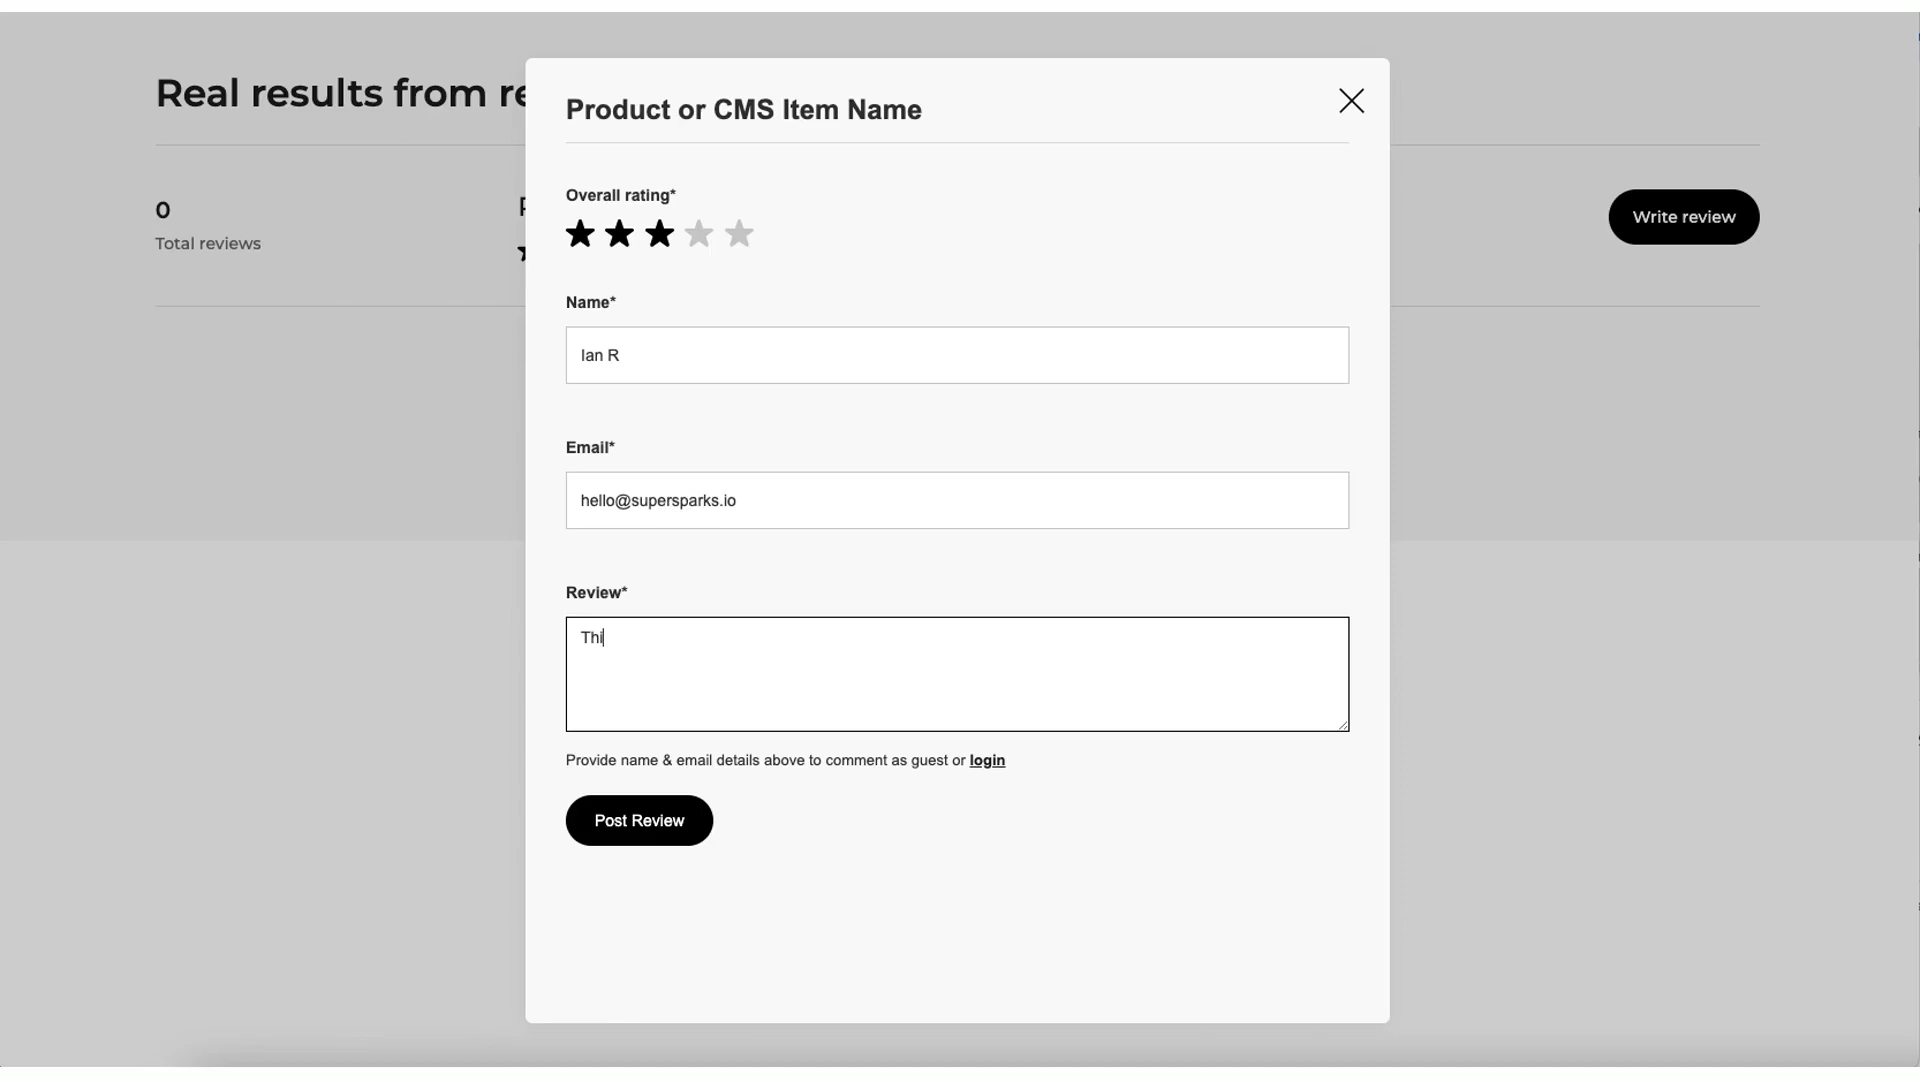 Real results from re
Product or CMS Item Name
Overall rating*
0
Total reviews
Write review
Name*
Ian R
Email*
hello@supersparks.io
Review*
Thi
Provide name & email details above to comment as guest or login
Post Review